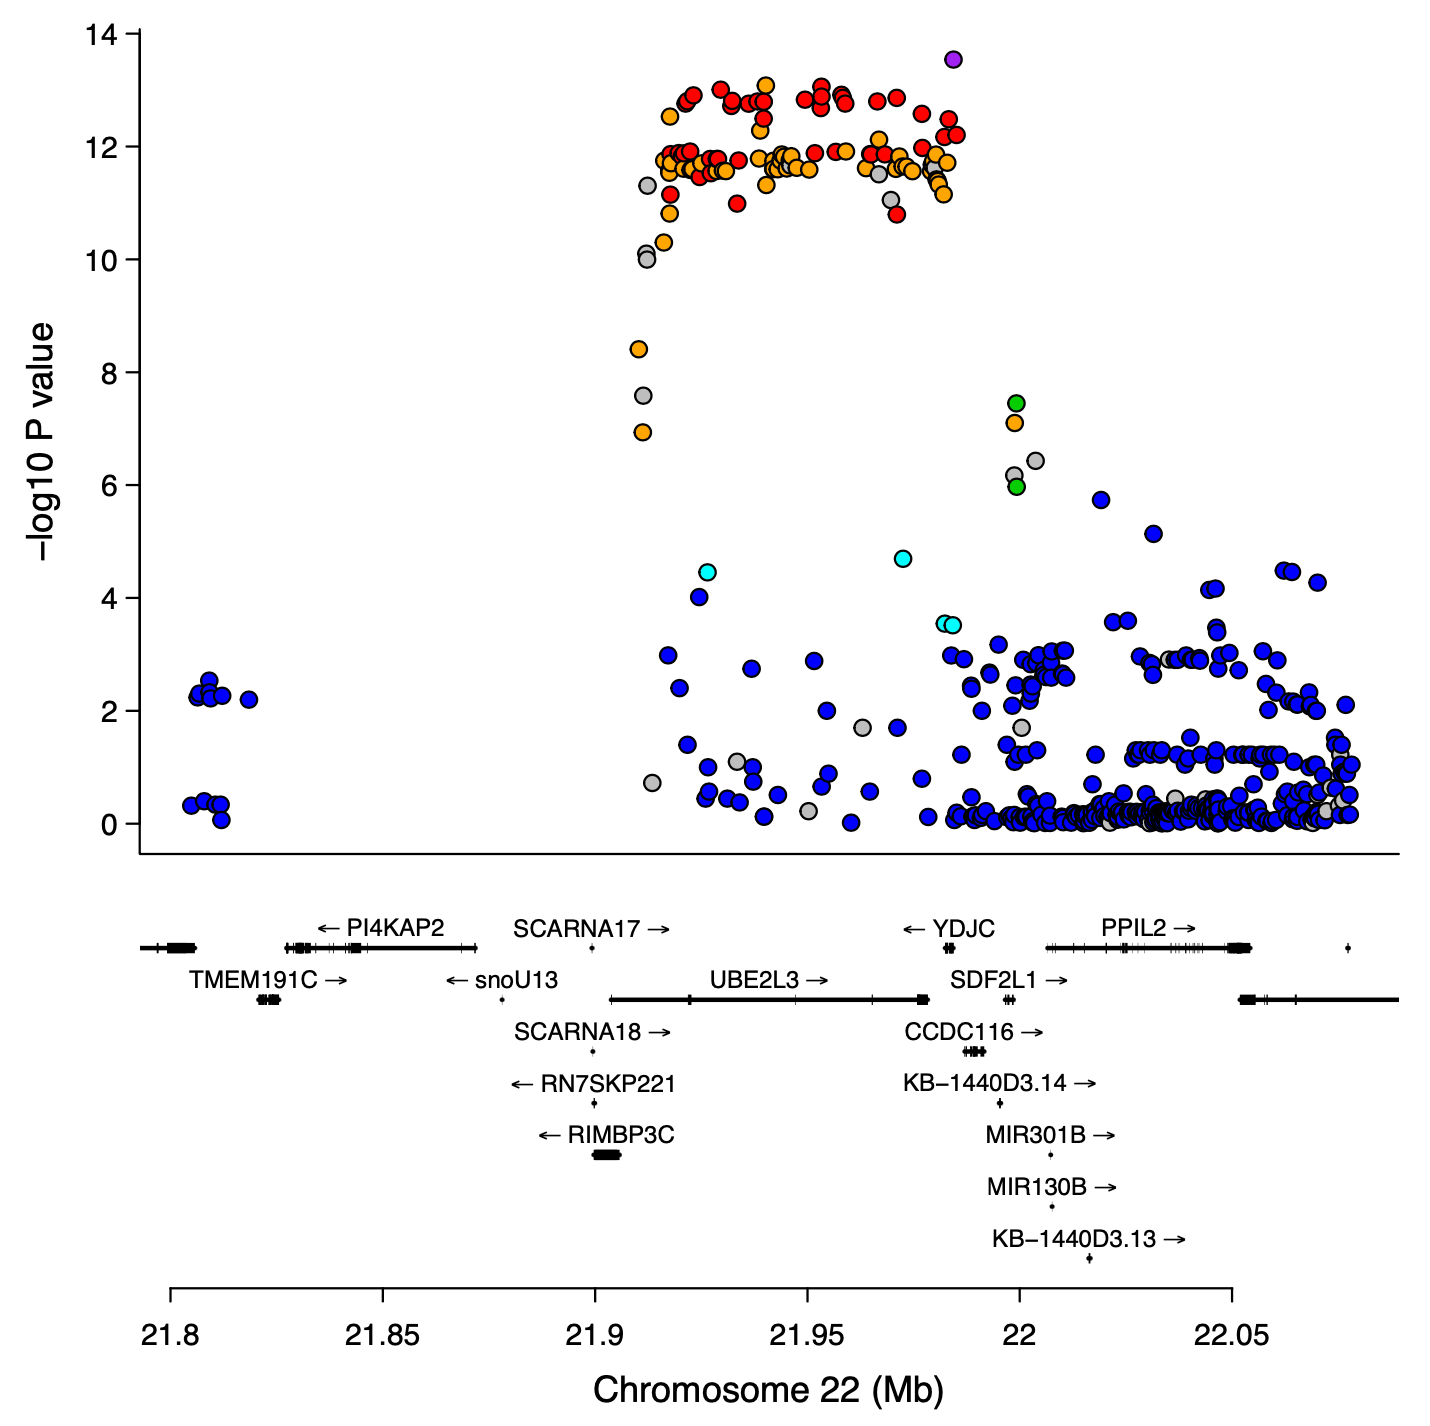 14
12
10
8
6
4
2
0
−log10 P value
← PI4KAP2
SCARNA17 →
← YDJC
PPIL2 →
TMEM191C →
← snoU13
UBE2L3 →
SDF2L1 →
SCARNA18 →
CCDC116 →
← RN7SKP221
KB−1440D3.14 →
← RIMBP3C
MIR301B →
MIR130B →
KB−1440D3.13 →
21.8 21.85 21.9 21.95 22 22.05
Chromosome 22 (Mb)